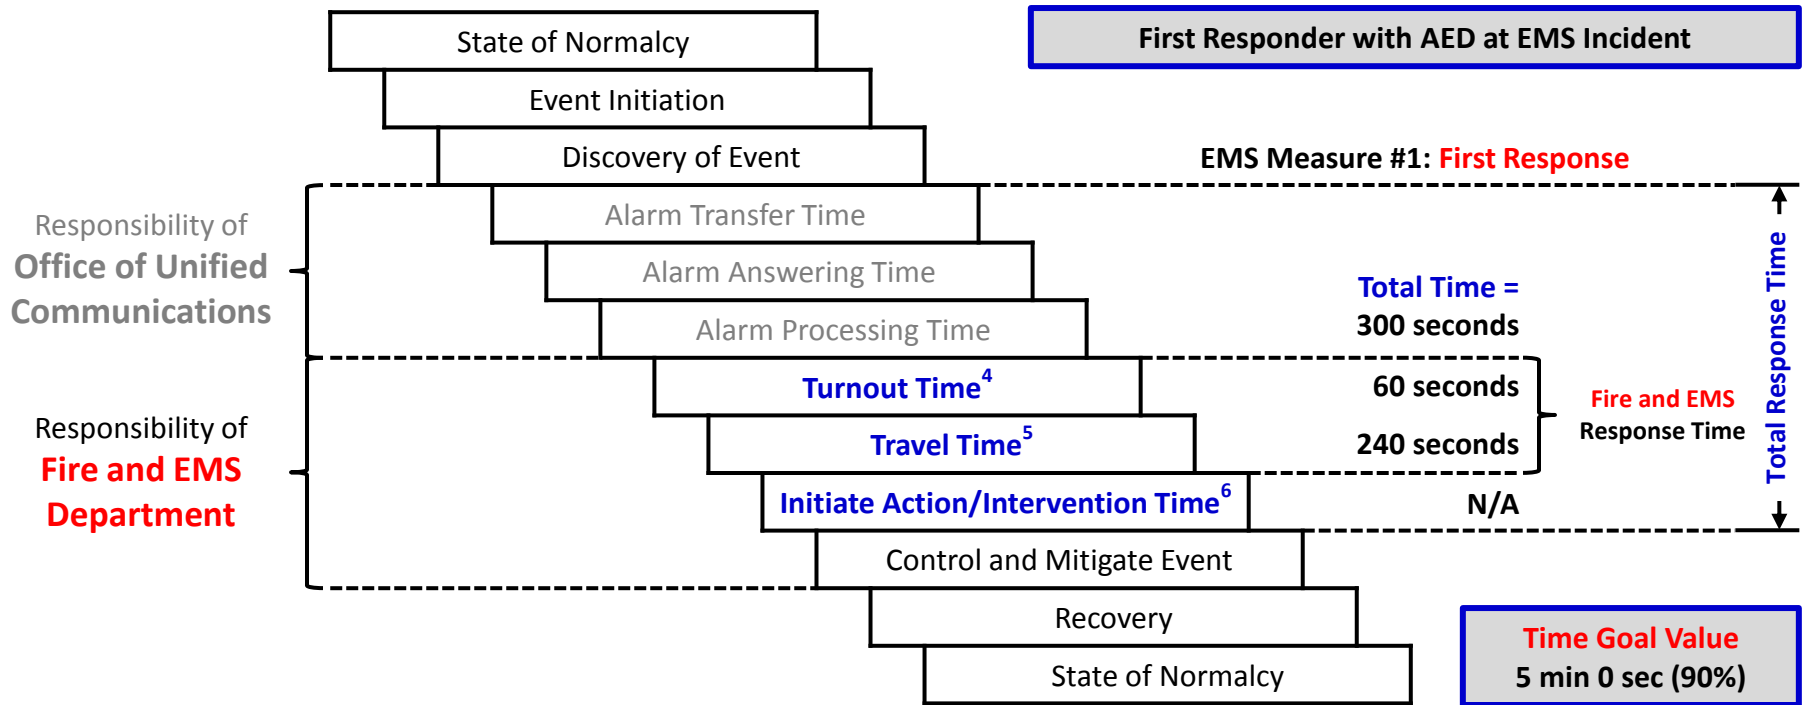 State of Normalcy
First Responder with AED at EMS Incident
Event Initiation
Discovery of Event
EMS Measure #1: First Response
Responsibility of
Office of Unified
Communications
Alarm Transfer Time
Alarm Answering Time
Alarm Processing Time
Total Time =
300 seconds
Total Response Time
Responsibility of
Fire and EMS
Department
Turnout Time⁴
60 seconds
Travel Time⁵
240 seconds
Fire and EMS
Response Time
Initiate Action/Intervention Time⁶
N/A
Control and Mitigate Event
Recovery
State of Normalcy
Time Goal Value
5 min 0 sec (90%)